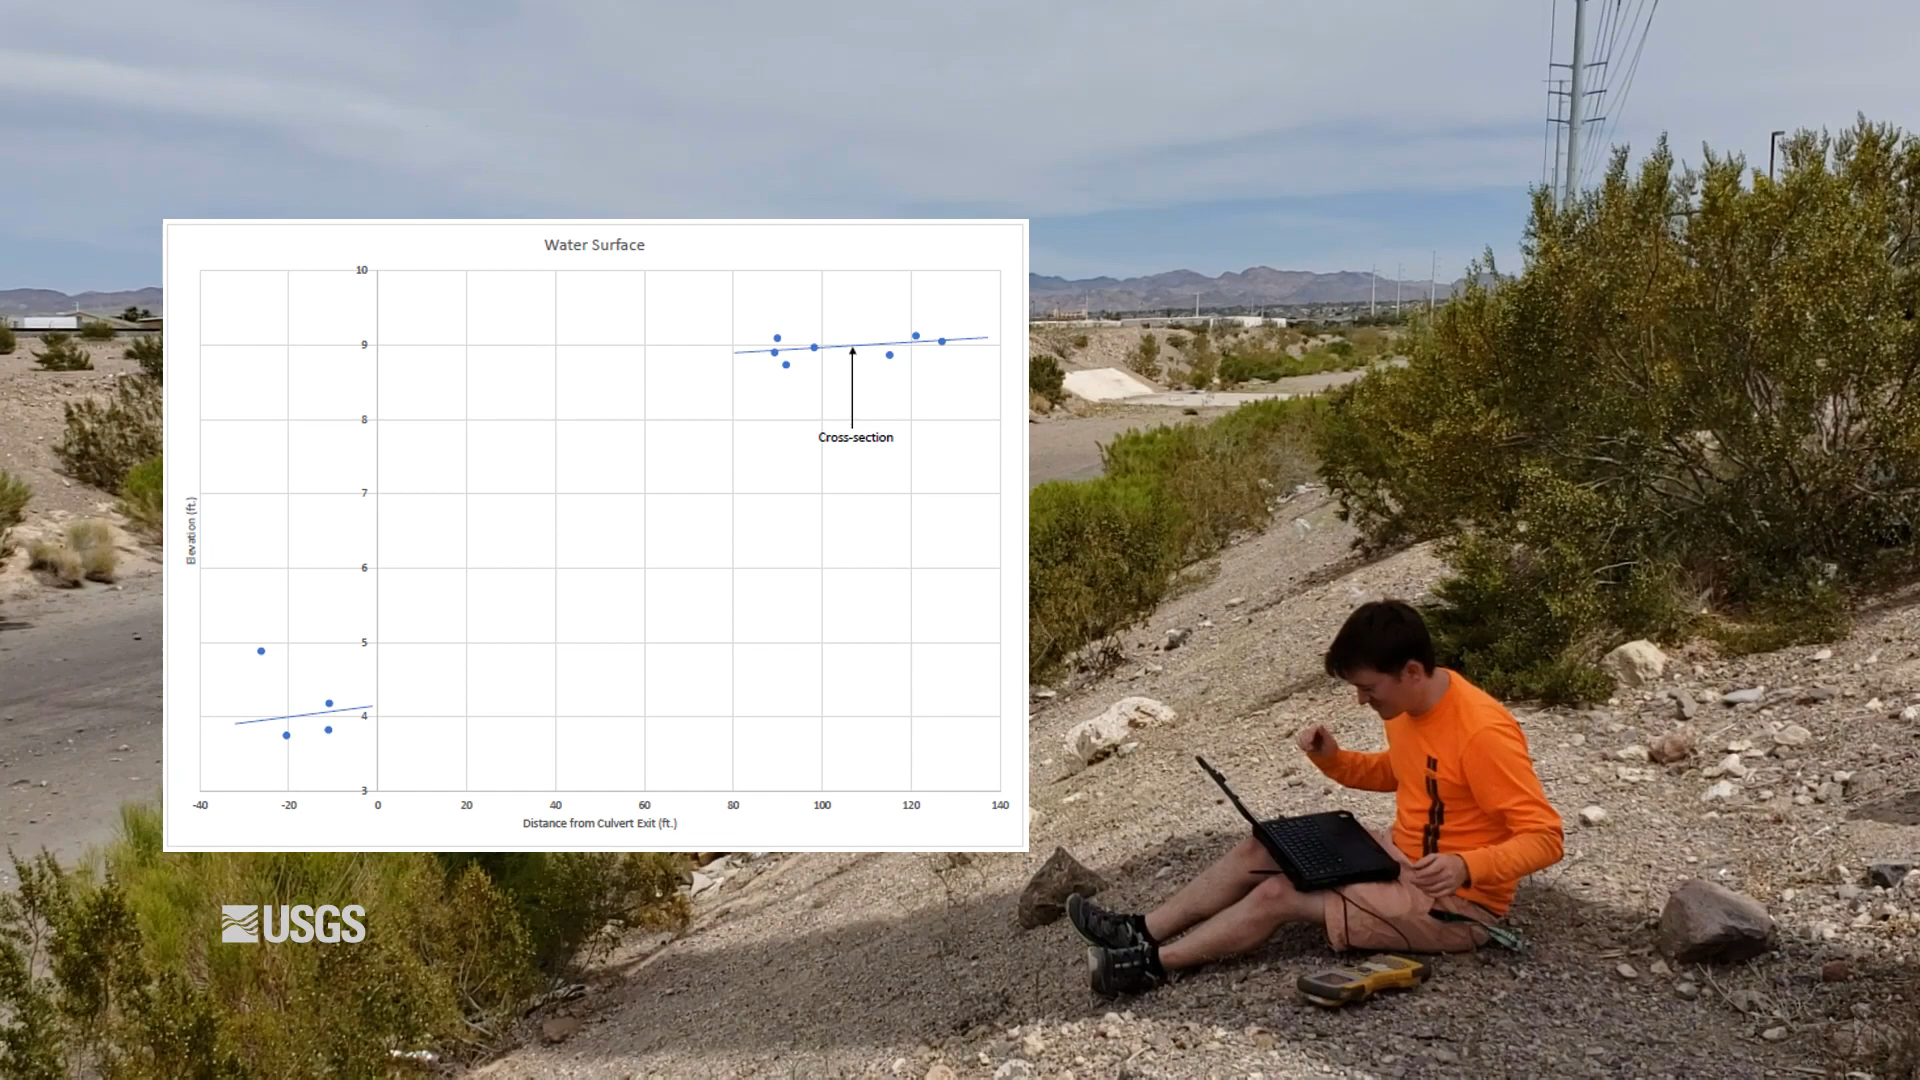 Water Surface
10
9
8
7
6
5
4
3
Elevation (ft.)
Cross-section
-40 -20 0 20 40 60 80 100 120 140
Distance from Culvert Exit (ft.)
USGS